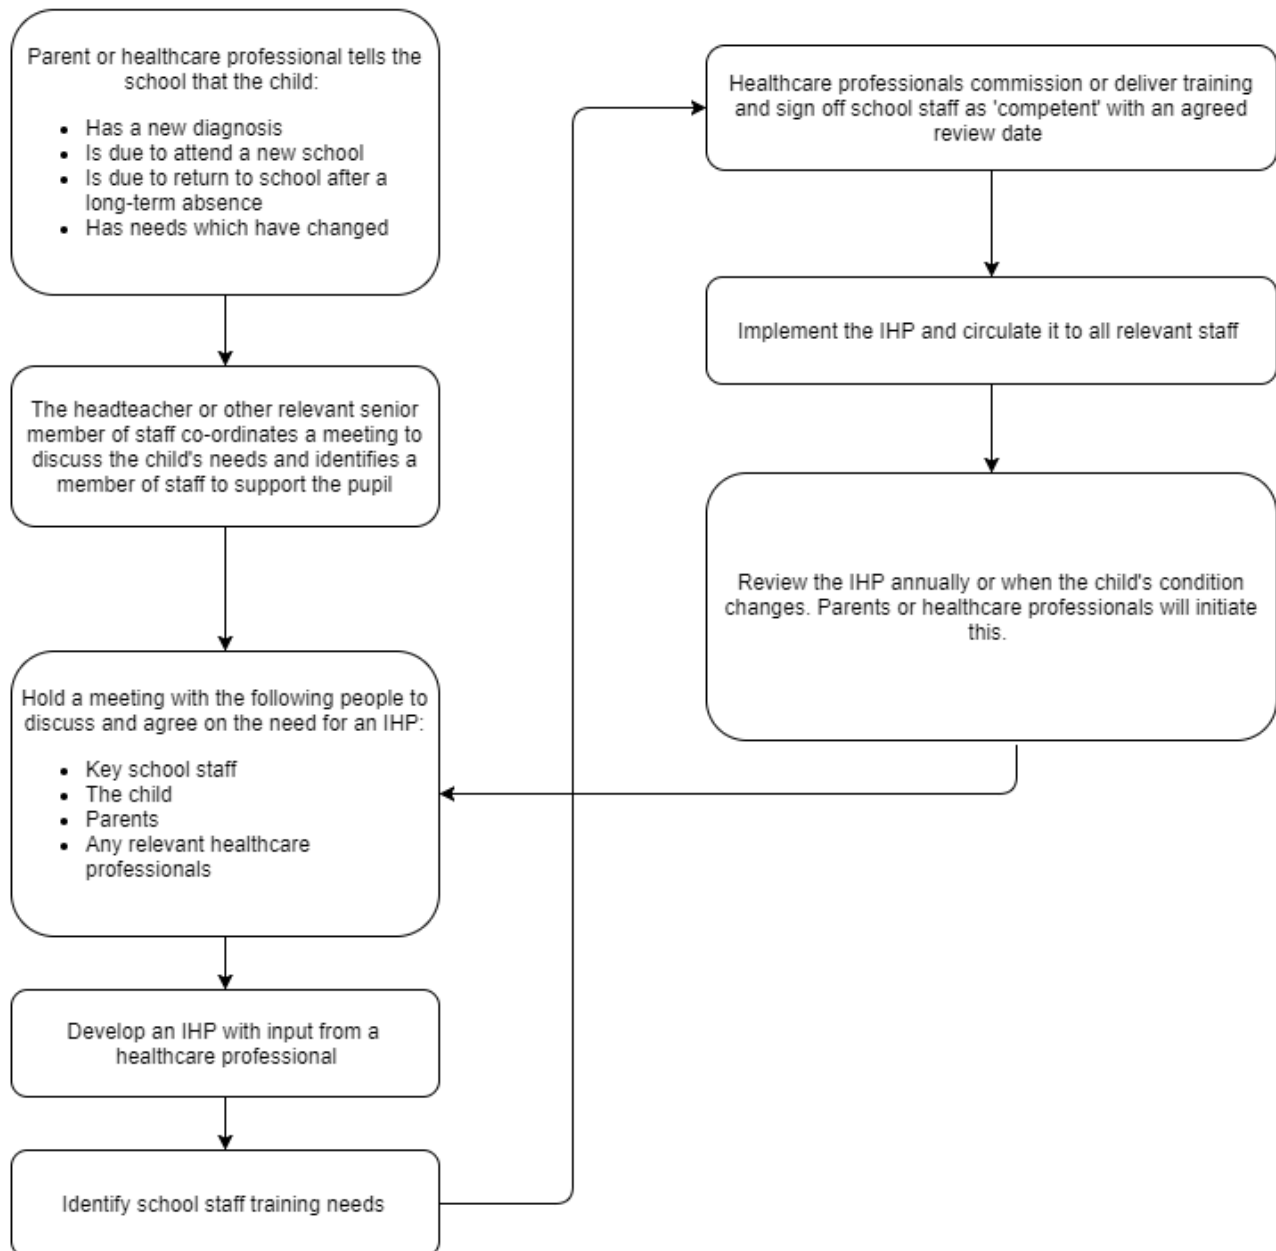 Parent or healthcare professional tells the
school that the child:
• Has a new diagnosis
• Is due to attend a new school
• Is due to return to school after a
long-term absence
• Has needs which have changed
The headteacher or other relevant senior
member of staff co-ordinates a meeting to
discuss the child's needs and identifies a
member of staff to support the pupil
Hold a meeting with the following people to
discuss and agree on the need for an IHP:
• Key school staff
• The child
• Parents
• Any relevant healthcare
professionals
Develop an IHP with input from a
healthcare professional
Identify school staff training needs
Healthcare professionals commission or deliver training
and sign off school staff as 'competent' with an agreed
review date
Implement the IHP and circulate it to all relevant staff
Review the IHP annually or when the child's condition
changes. Parents or healthcare professionals will initiate
this.